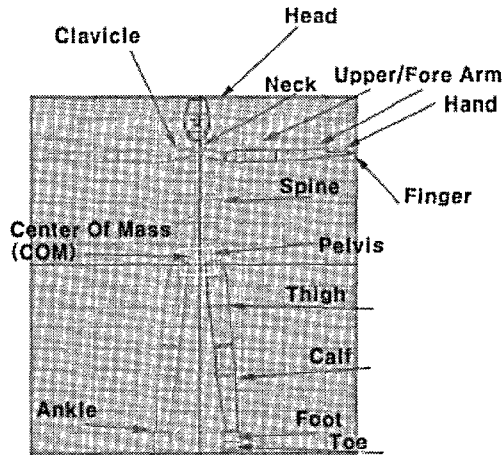 Head
Clavicle
Neck
Upper/Fore Arm
Hand
Finger
Spine
Center Of Mass
(COM)
Pelvis
Thigh
Calf
Ankle
Foot
Toe